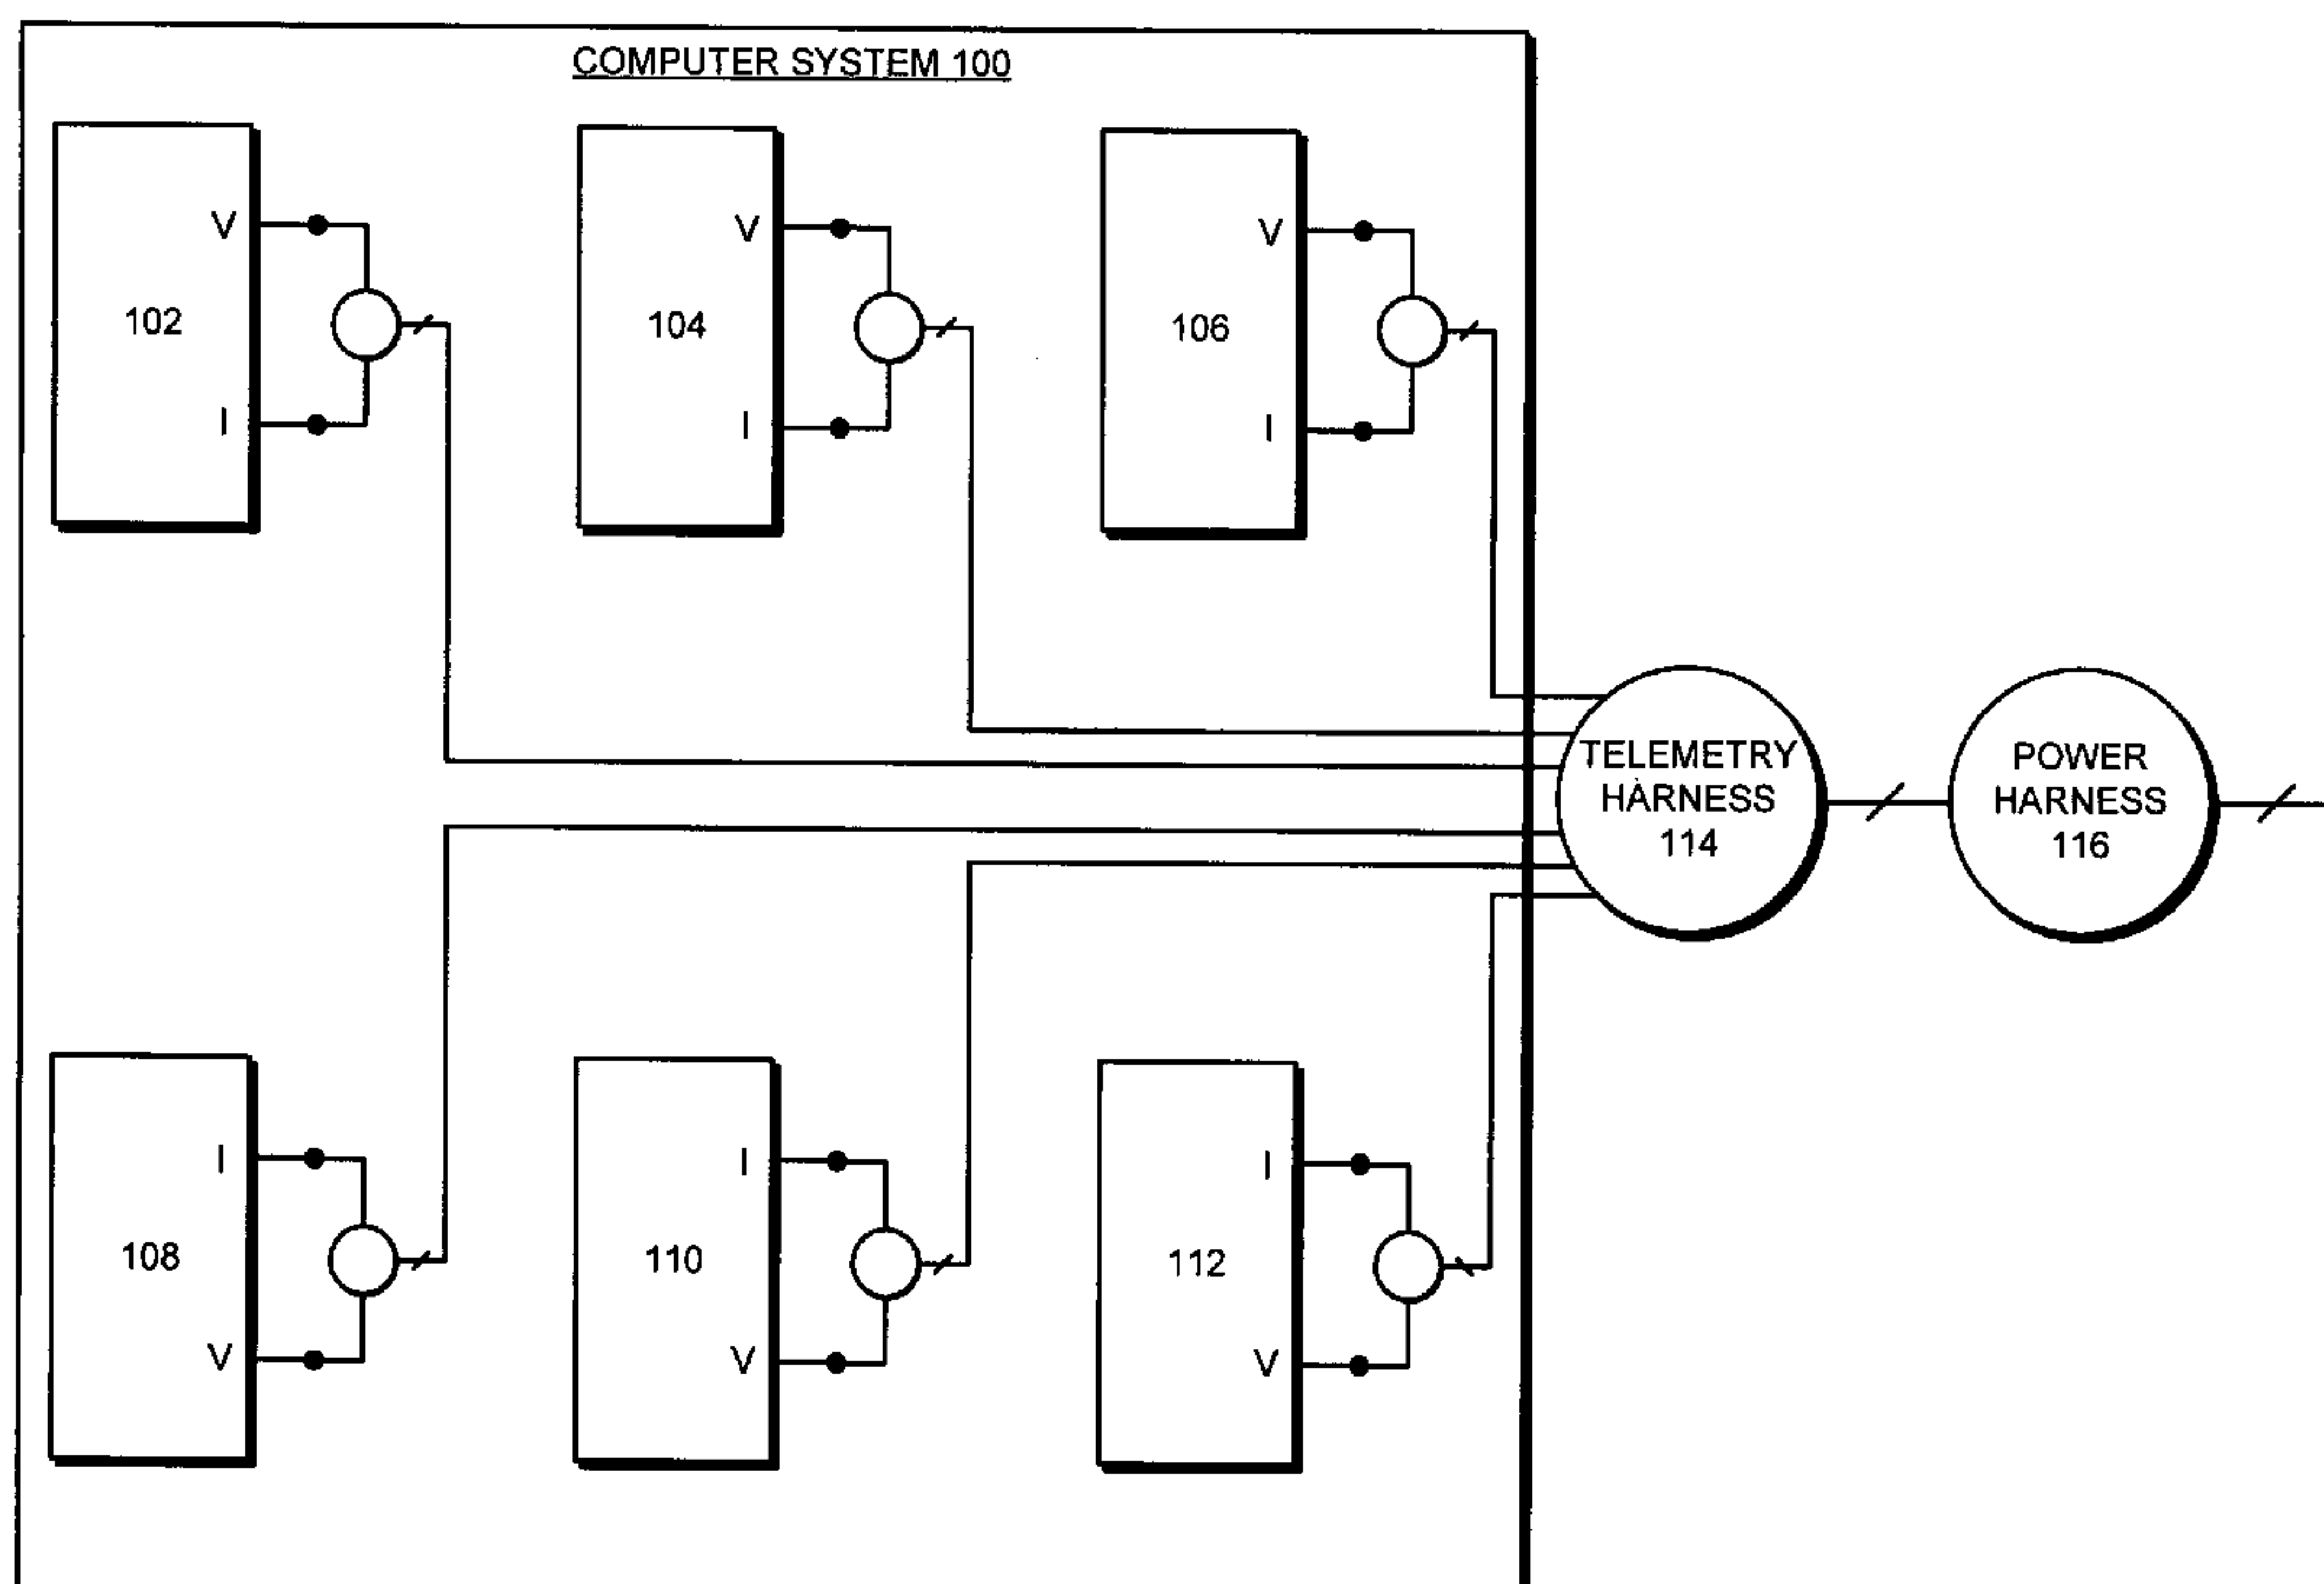 COMPUTER SYSTEM 100
V
102
I
V
104
I
V
106
I
TELEMETRY
HARNESS
114
POWER
HARNESS
116
I
108
V
I
110
V
I
112
V